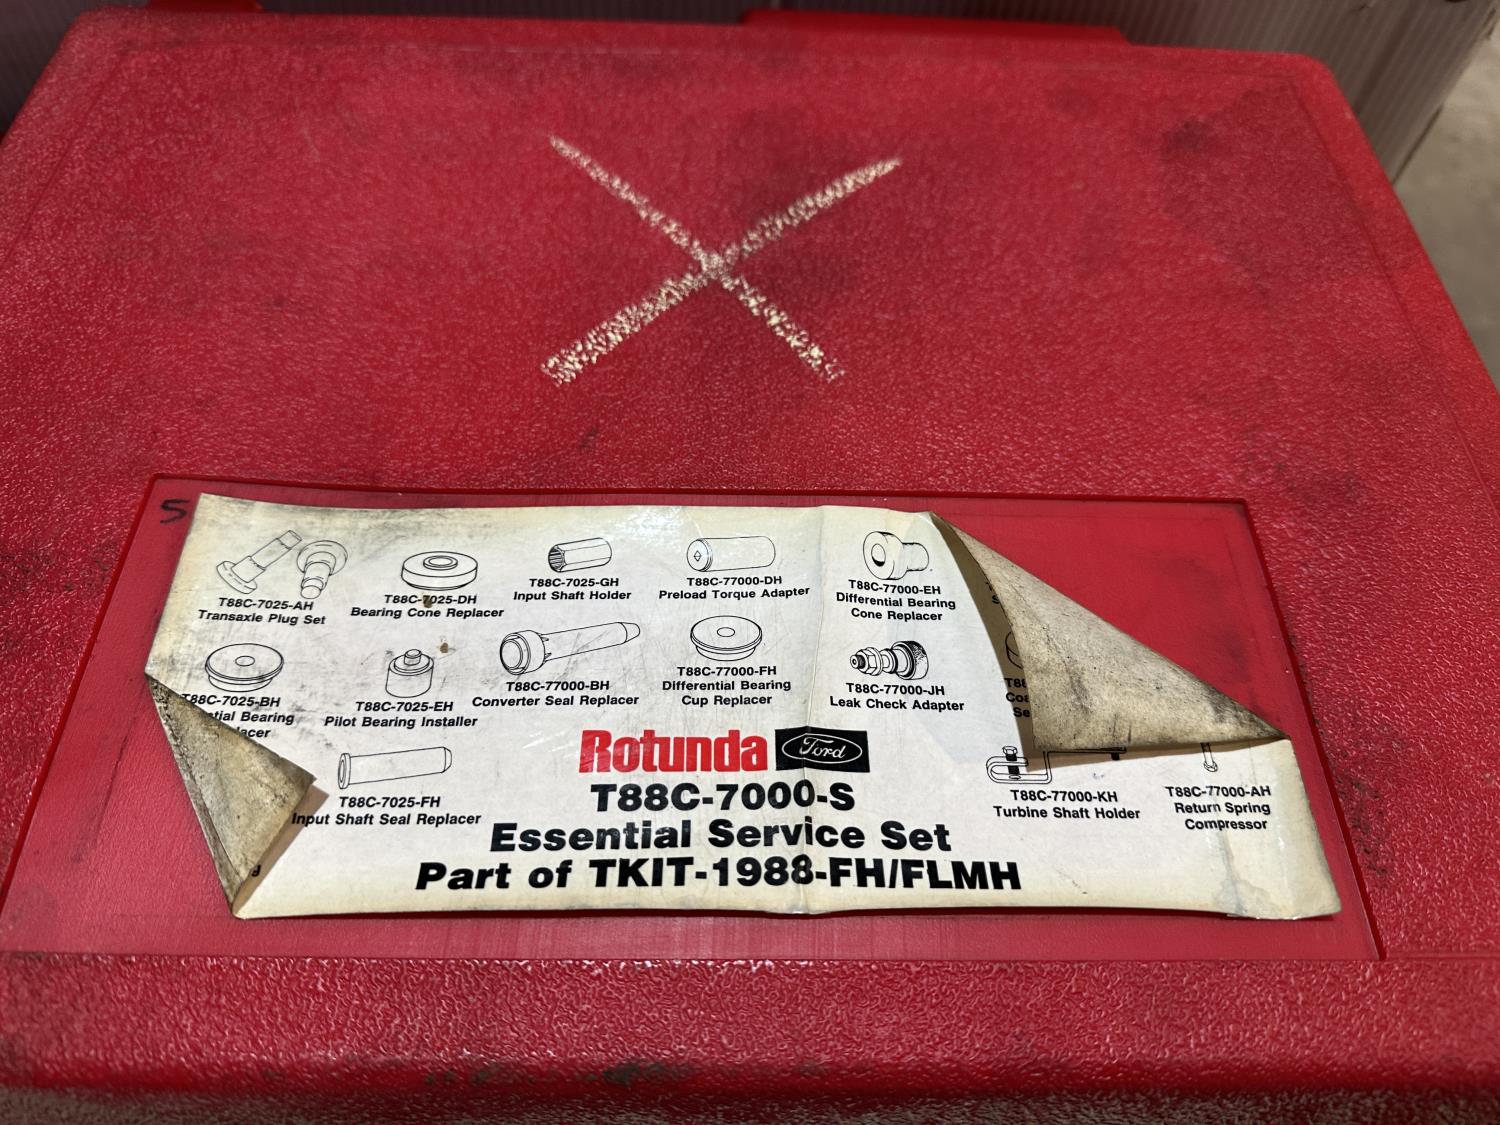 S
T88C-7025-AH
Transaxle Plug Set
T88C-7025-DH
Bearing Cone Replacer
T88C-7025-GH
Input Shaft Holder
T88C-77000-DH
Preload Torque Adapter
T88C-77000-EH
Differential Bearing
Cone Replacer
T88C-7025-BH
Bearing
T88C-7025-EH
Pilot Bearing Installer
T88C-77000-BH
Converter Seal Replacer
T88C-77000-FH
Differential Bearing
Cup Replacer
T88C-77000-JH
Leak Check Adapter
T88C-7025-FH
Input Shaft Seal Replacer
T88C-77000-KH
Turbine Shaft Holder
T88C-77000-AH
Return Spring
Compressor
Rotunda Ford
T88C-7000-S
Essential Service Set
Part of TKIT-1988-FH/FLMH